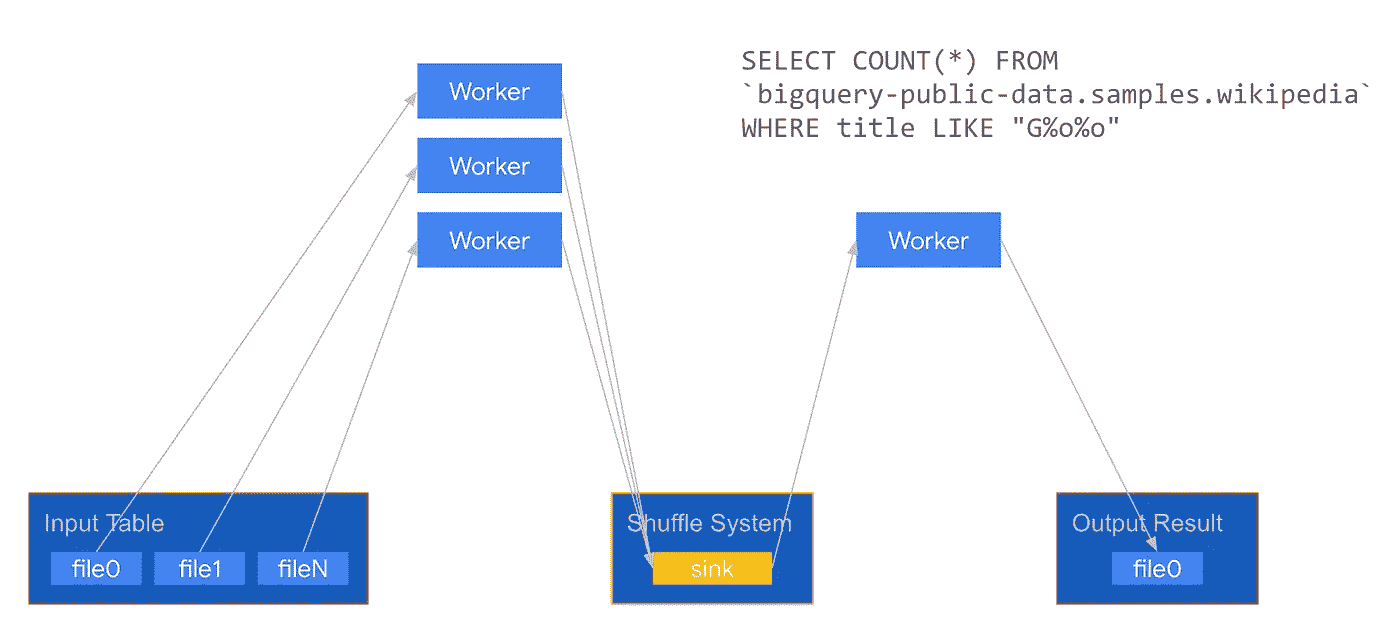 SELECT COUNT(*) FROM
`bigquery-public-data.samples.wikipedia`
WHERE title LIKE "G%o%o"
Worker
Worker
Worker
Worker
Input Table
file0 file1 fileN
Shuffle System
sink
Output Result
file0